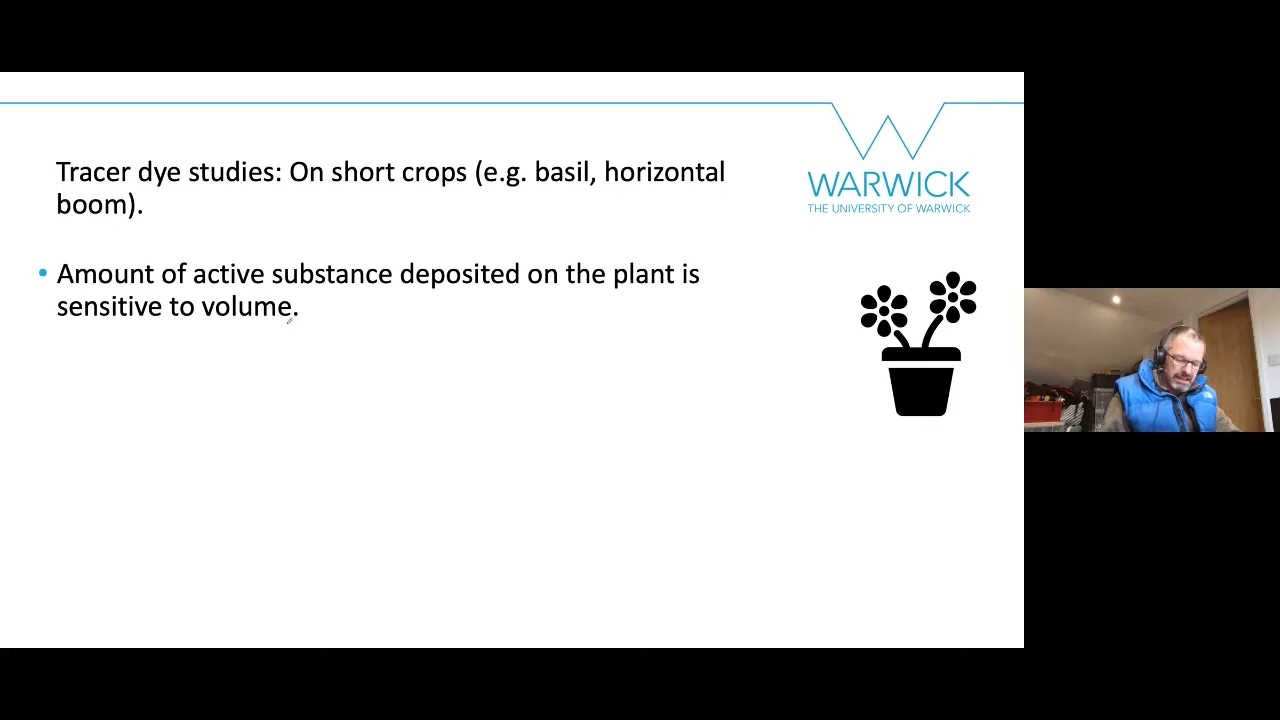 Tracer dye studies: On short crops (e.g. basil, horizontal
boom).
WARWICK
THE UNIVERSITY OF WARWICK
• Amount of active substance deposited on the plant is
sensitive to volume.